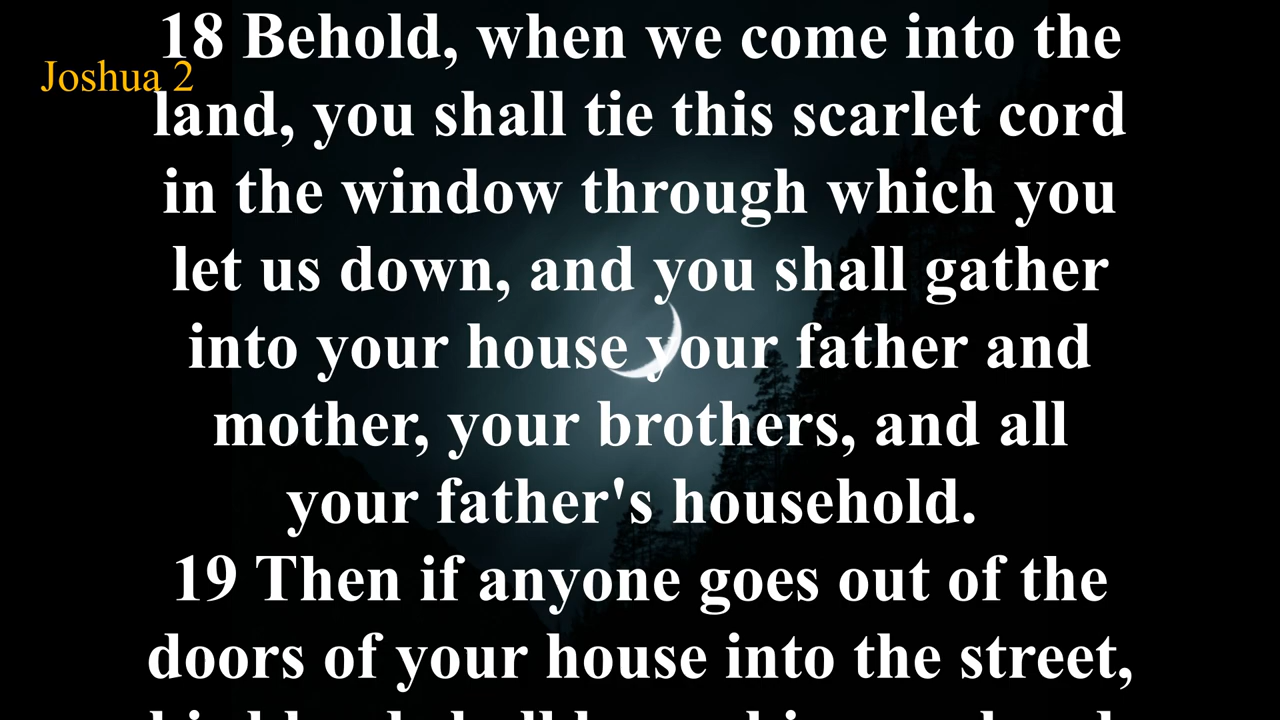 18 Behold, when we come into the
Joshua 2
land, you shall tie this scarlet cord
in the window through which you
let us down, and you shall gather
into your house your father and
mother, your brothers, and all
your father's household.
19 Then if anyone goes out of the
doors of your house into the street,